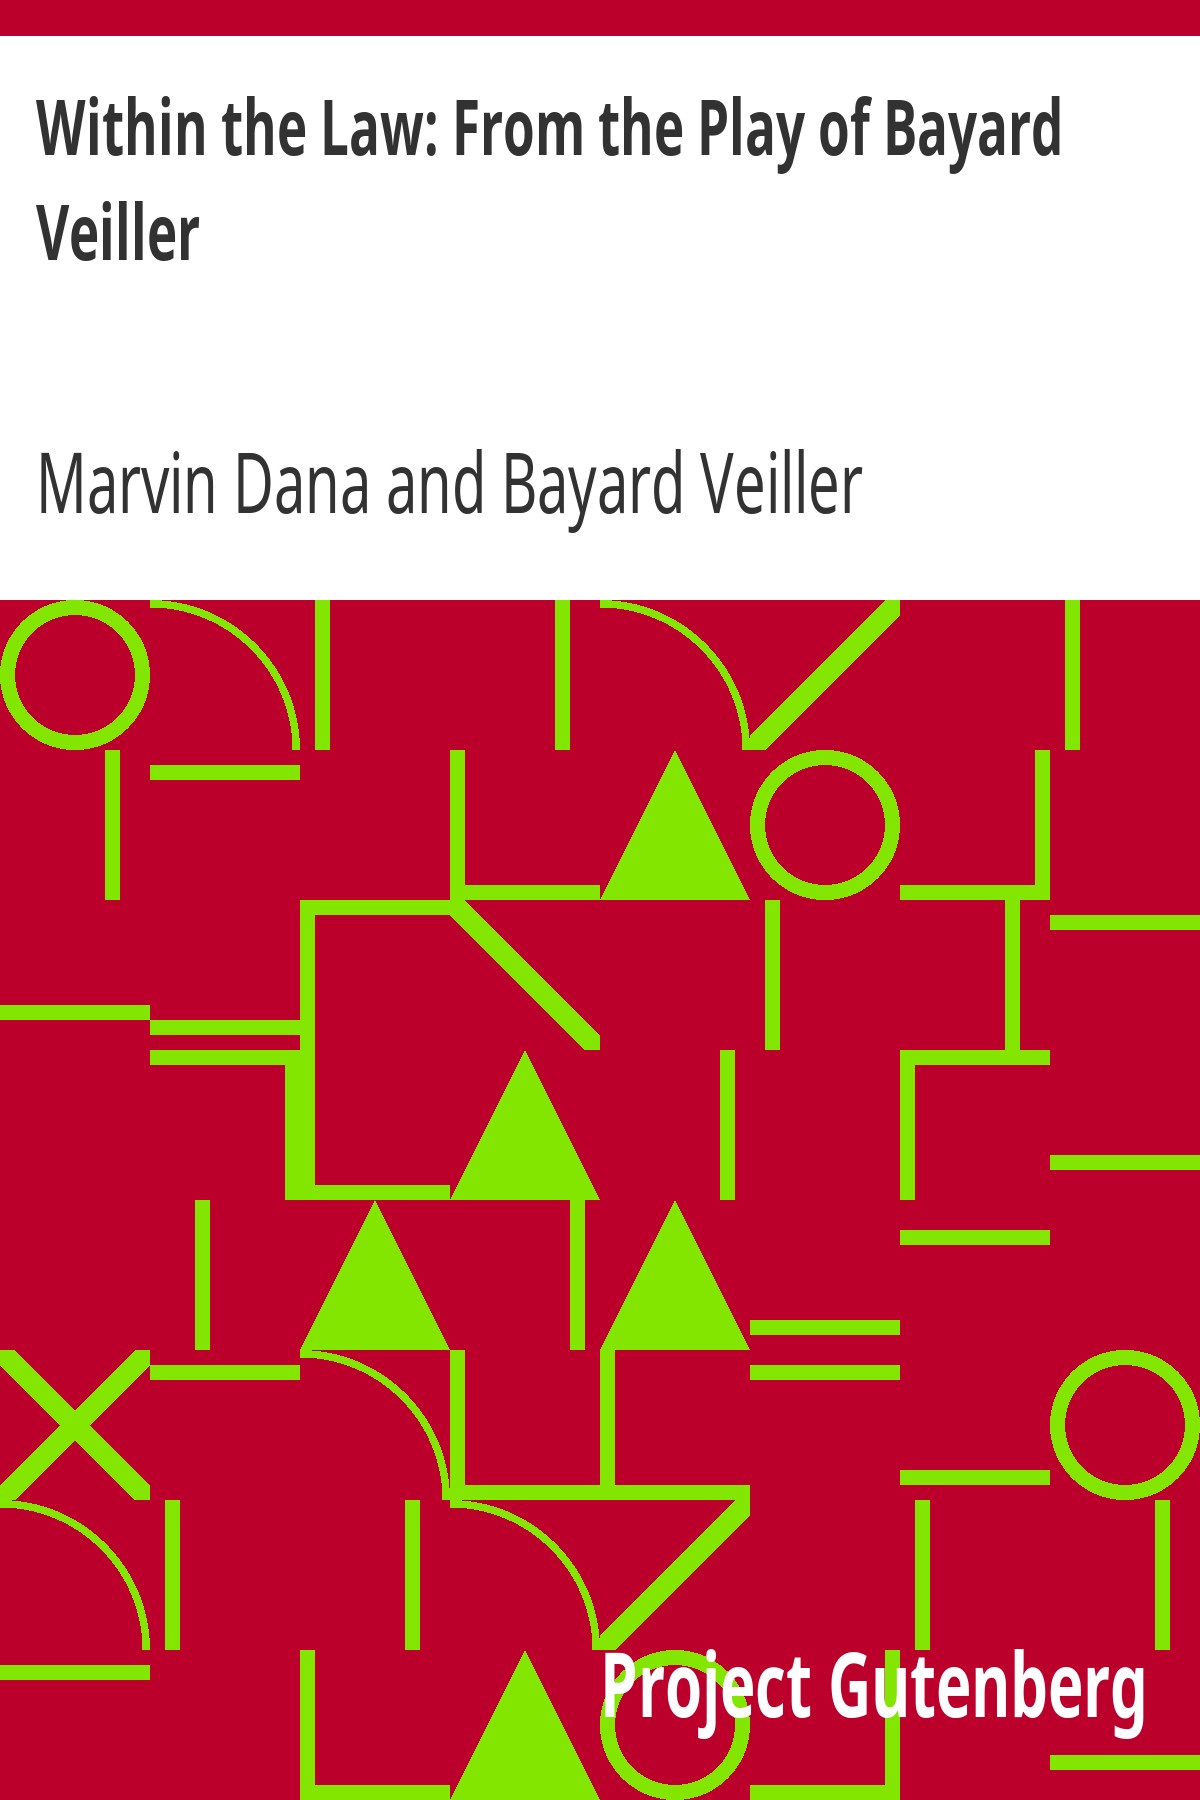 Within the Law: From the Play of Bayard
Veiller
Marvin Dana and Bayard Veiller
Project Gutenberg